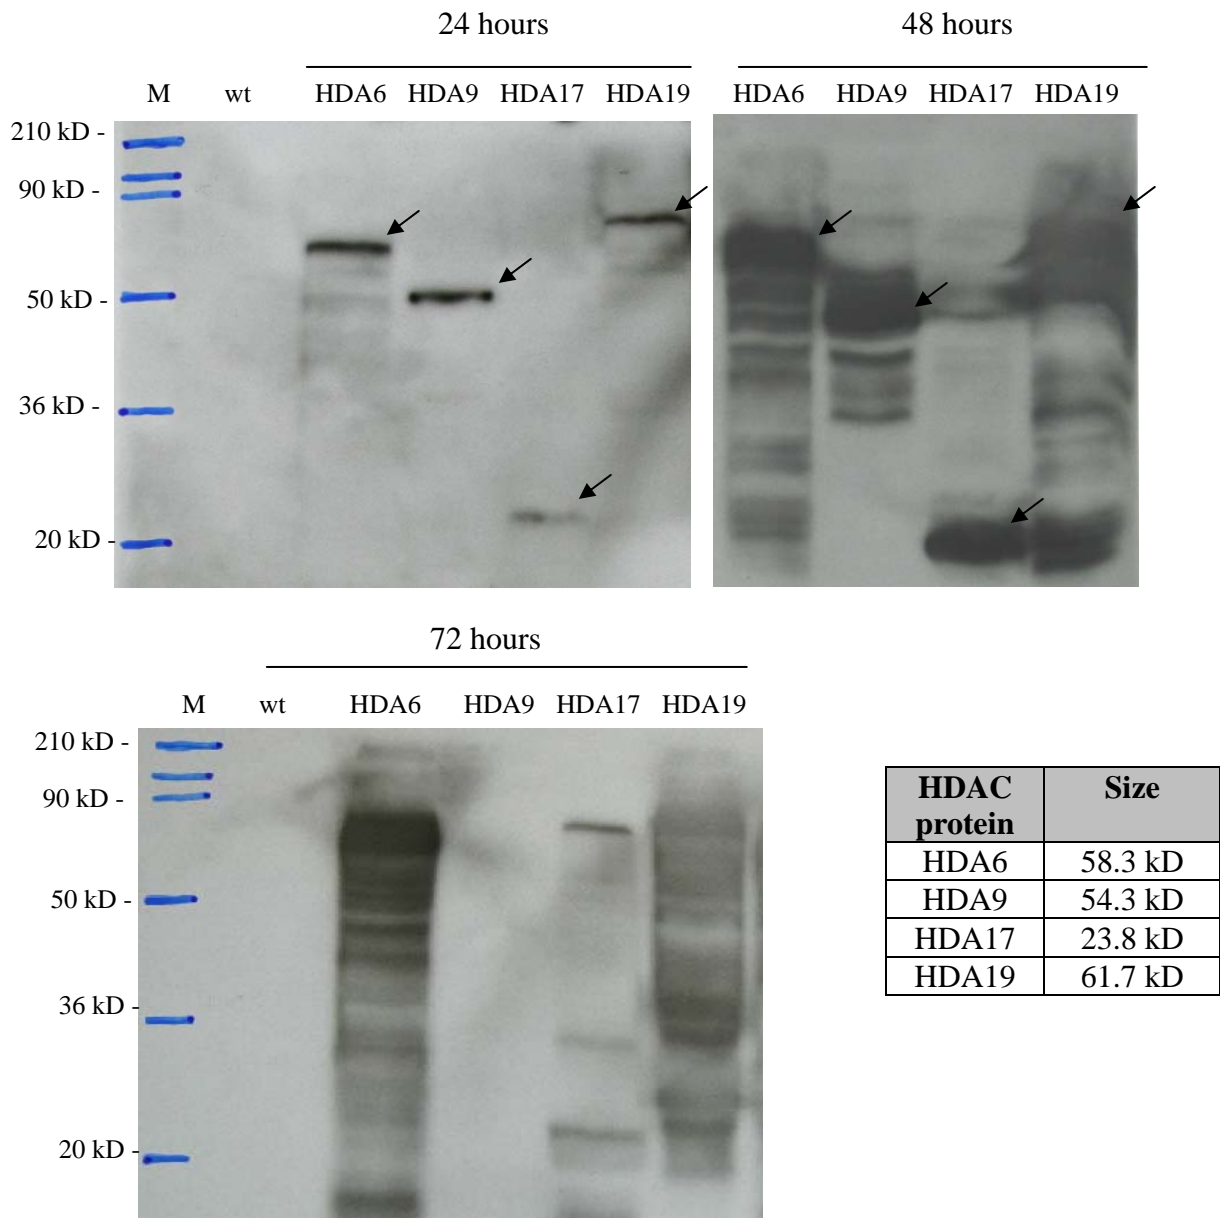 24 hours
48 hours
M wt HDA6 HDA9 HDA17 HDA19
HDA6 HDA9 HDA17 HDA19
210 kD -
90 kD -
50 kD -
36 kD -
20 kD -
72 hours
M wt HDA6 HDA9 HDA17 HDA19
210 kD -
90 kD -
50 kD -
36 kD -
20 kD -
HDAC protein Size
HDA6 58.3 kD
HDA9 54.3 kD
HDA17 23.8 kD
HDA19 61.7 kD